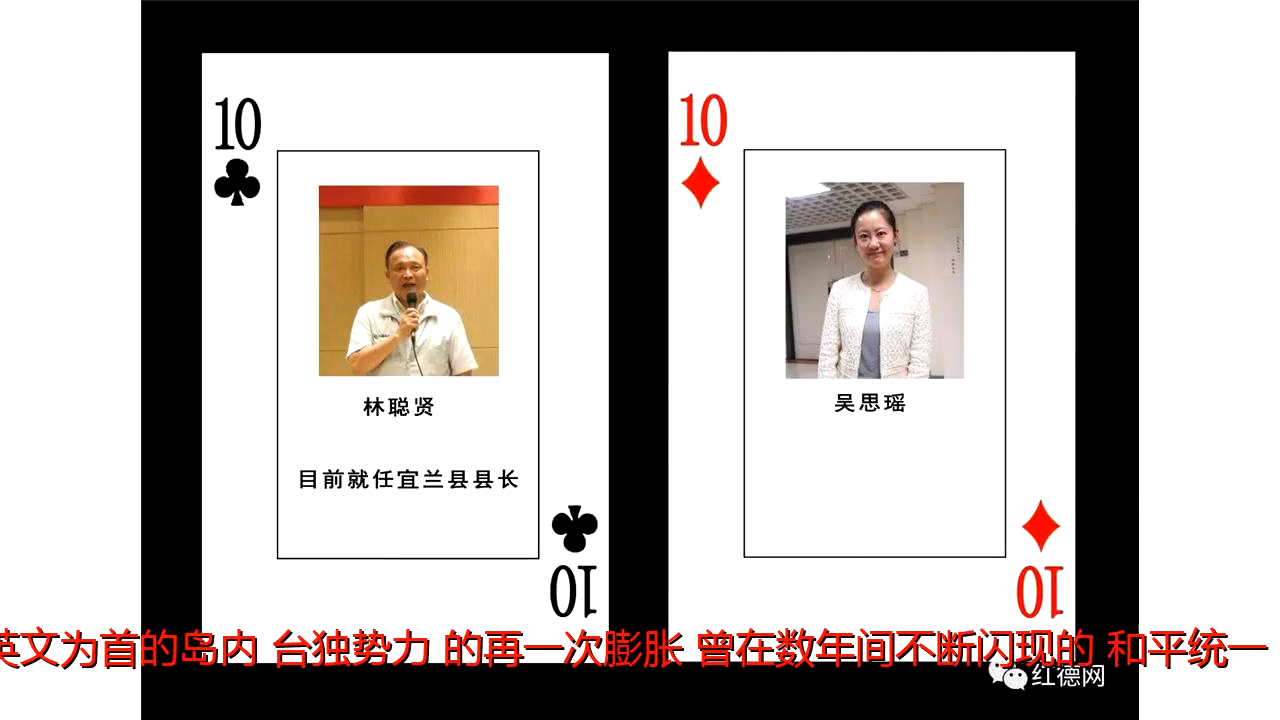 10
10
林聪贤
吴思瑶
目前就任宜兰县县长
10
10
英文为首的岛内 台独势力 的再一次膨胀 曾在数年间不断闪现的 和平统一
红德网